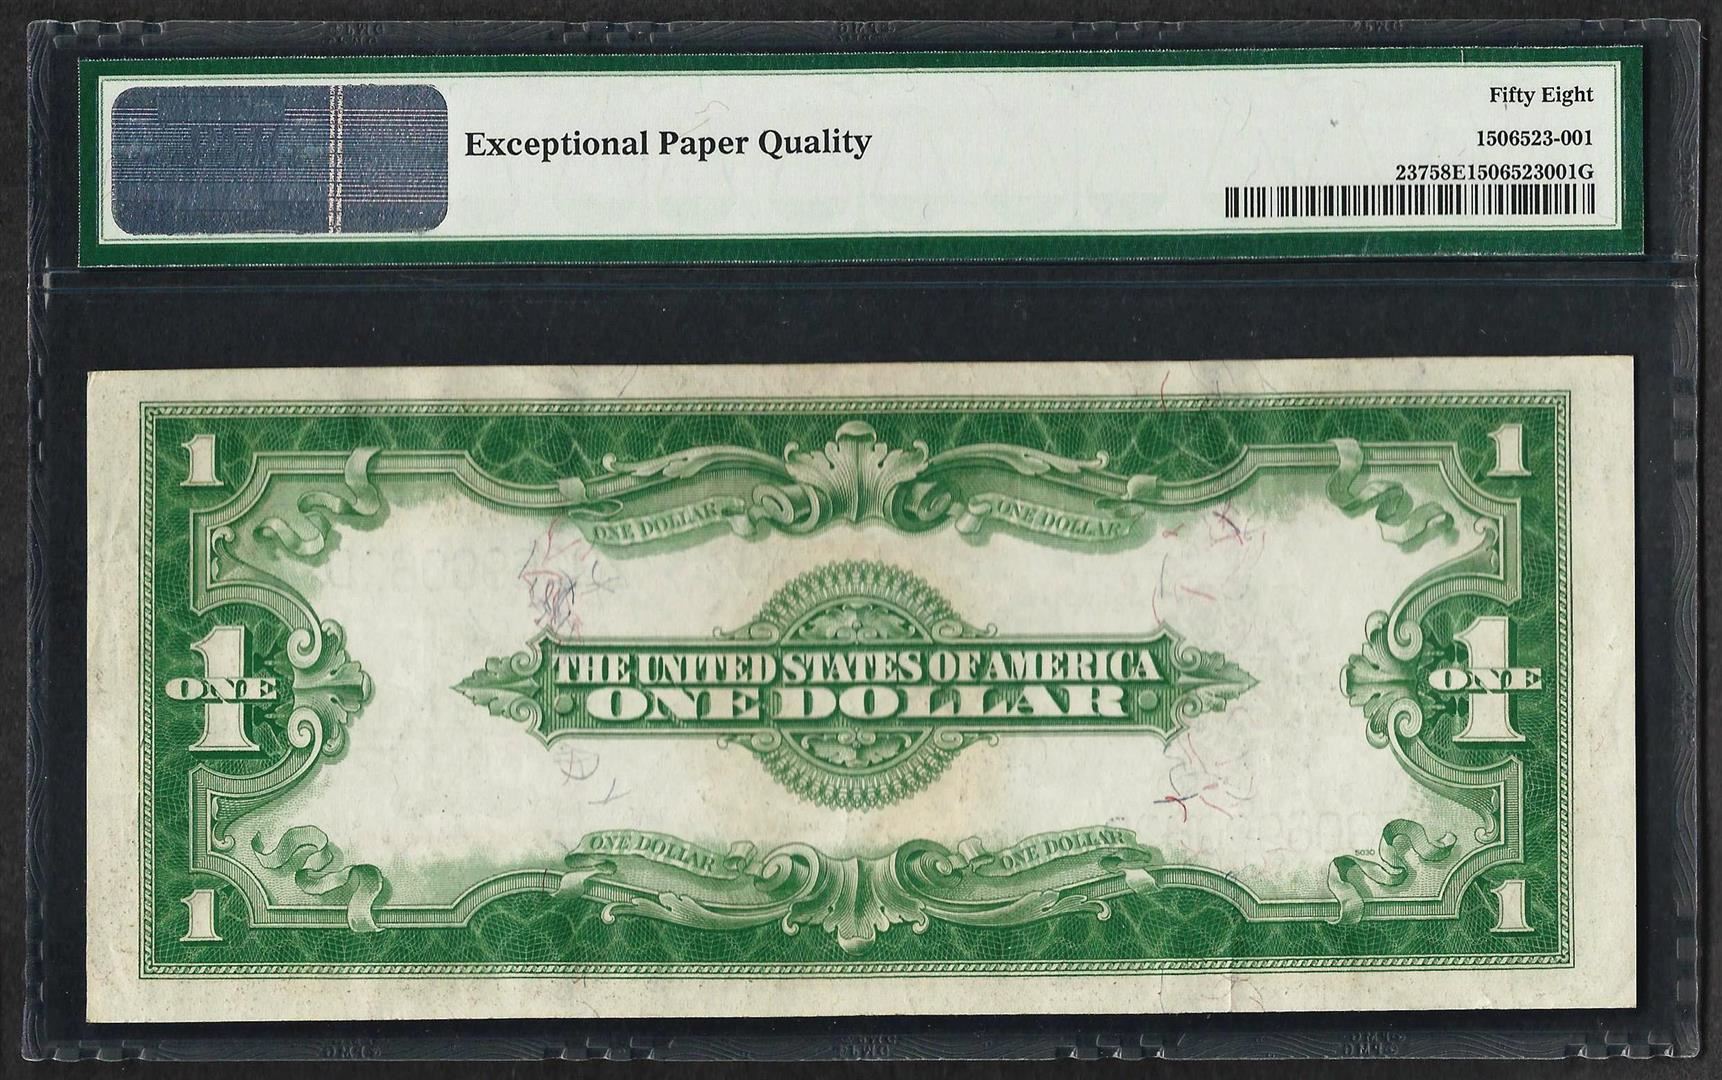 Exceptional Paper Quality
Fifty Eight
1506523-001
23758E1506523001G
1 1
ONE DOLLAR ONE DOLLAR
THE UNITED STATES OF AMERICA
ONE 1 ONE DOLLAR ONE 1
ONE DOLLAR ONE DOLLAR
5030
1 1